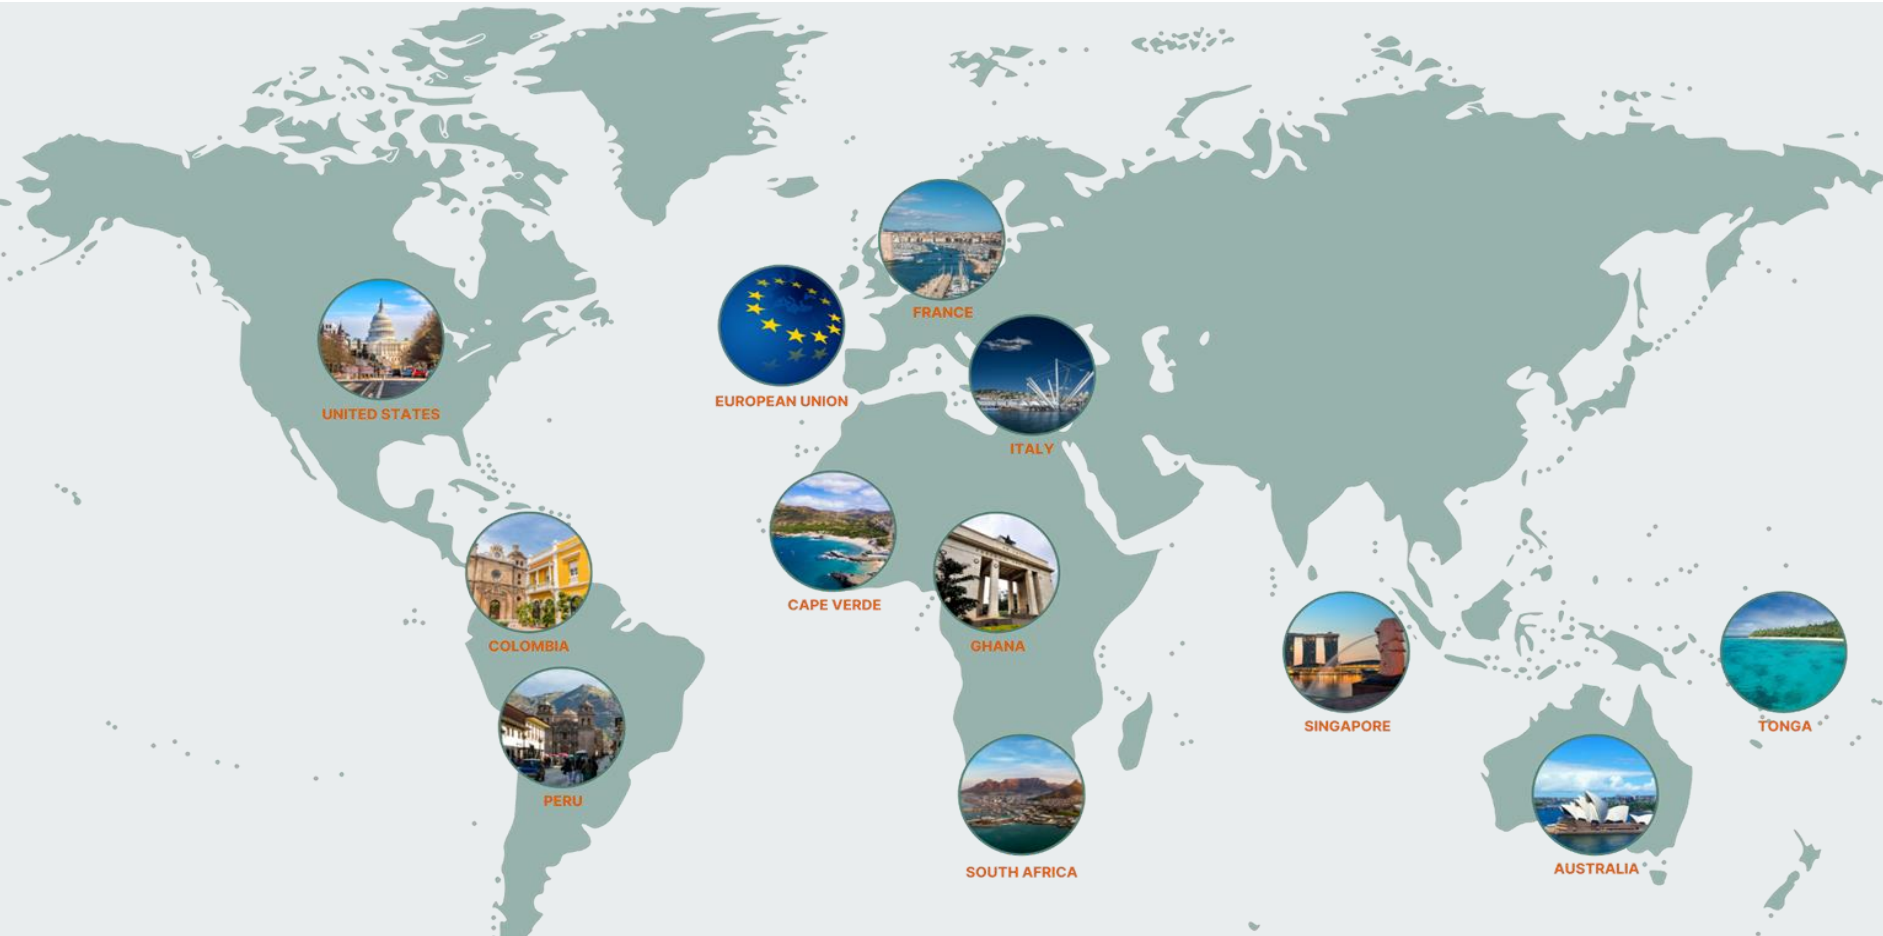 FRANCE
EUROPEAN UNION
UNITED STATES
ITALY
CAPE VERDE
COLOMBIA
GHANA
SINGAPORE
TONGA
PERU
AUSTRALIA
SOUTH AFRICA